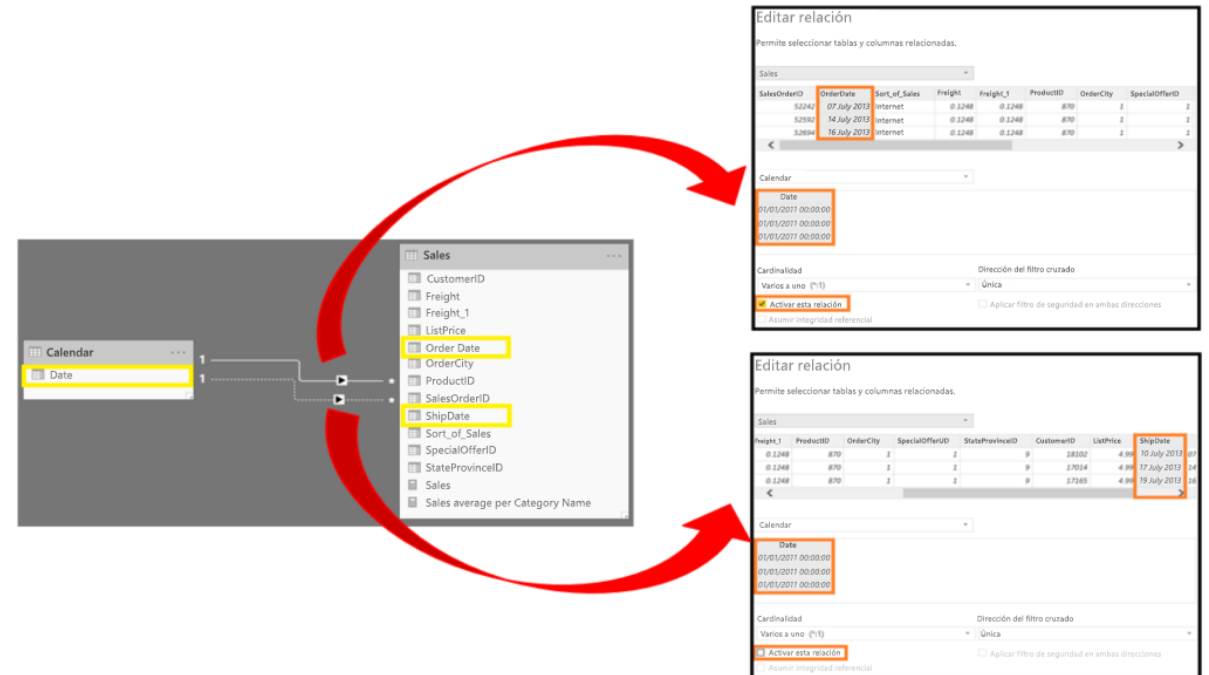 Calendar ...
Date
1
1
*
*
Sales ...
CustomerID
Freight
Freight_1
ListPrice
Order Date
OrderCity
ProductID
SalesOrderID
ShipDate
Sort_of_Sales
SpecialOfferID
StateProvinceID
Sales
Sales average per Category Name
Editar relación
Permite seleccionar tablas y columnas relacionadas.
Sales
SalesOrderID OrderDate Sort_of_Sales Freight Freight_1 ProductID OrderCity SpecialOfferID
52242 07 July 2013 Internet 0.1248 0.1248 870 1 1
52592 14 July 2013 Internet 0.1248 0.1248 870 1 1
52694 16 July 2013 Internet 0.1248 0.1248 870 1 1
Calendar
Date
01/01/2011 00:00:00
01/01/2011 00:00:00
01/01/2011 00:00:00
Cardinalidad Dirección del filtro cruzado
Varios a uno (*:1) Única
Activar esta relación Aplicar filtro de seguridad en ambas direcciones
Asumir integridad referencial
Editar relación
Permite seleccionar tablas y columnas relacionadas.
Sales
Freight_1 ProductID OrderCity SpecialOfferUD StateProvinceID CustomerID ListPrice ShipDate
0.1248 870 1 1 9 18102 4.99 10 July 2013 07
0.1248 870 1 1 9 17014 4.99 17 July 2013 14
0.1248 870 1 1 9 17165 4.99 19 July 2013 16
Calendar
Date
01/01/2011 00:00:00
01/01/2011 00:00:00
01/01/2011 00:00:00
Cardinalidad Dirección del filtro cruzado
Varios a uno (*:1) Única
Activar esta relación Aplicar filtro de seguridad en ambas direcciones
Asumir integridad referencial